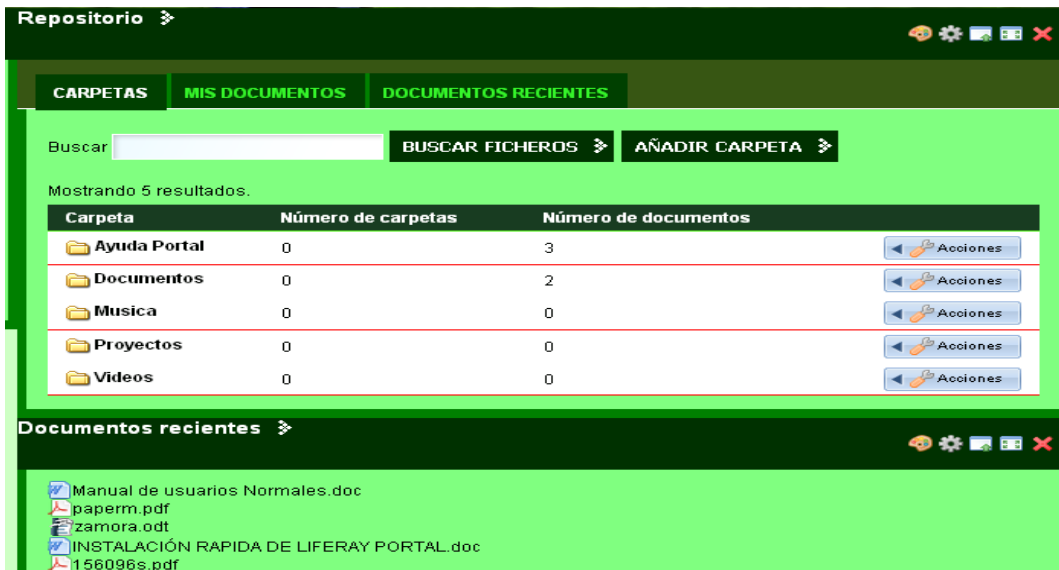 Repositorio
CARPETAS MIS DOCUMENTOS DOCUMENTOS RECIENTES
Buscar BUSCAR FICHEROS AÑADIR CARPETA
Mostrando 5 resultados.
Carpeta Número de carpetas Número de documentos
Ayuda Portal 0 3 Acciones
Documentos 0 2 Acciones
Musica 0 0 Acciones
Proyectos 0 0 Acciones
Videos 0 0 Acciones
Documentos recientes
Manual de usuarios Normales.doc
paperm.pdf
zamora.odt
INSTALACIÓN RAPIDA DE LIFERAY PORTAL.doc
156096s.pdf